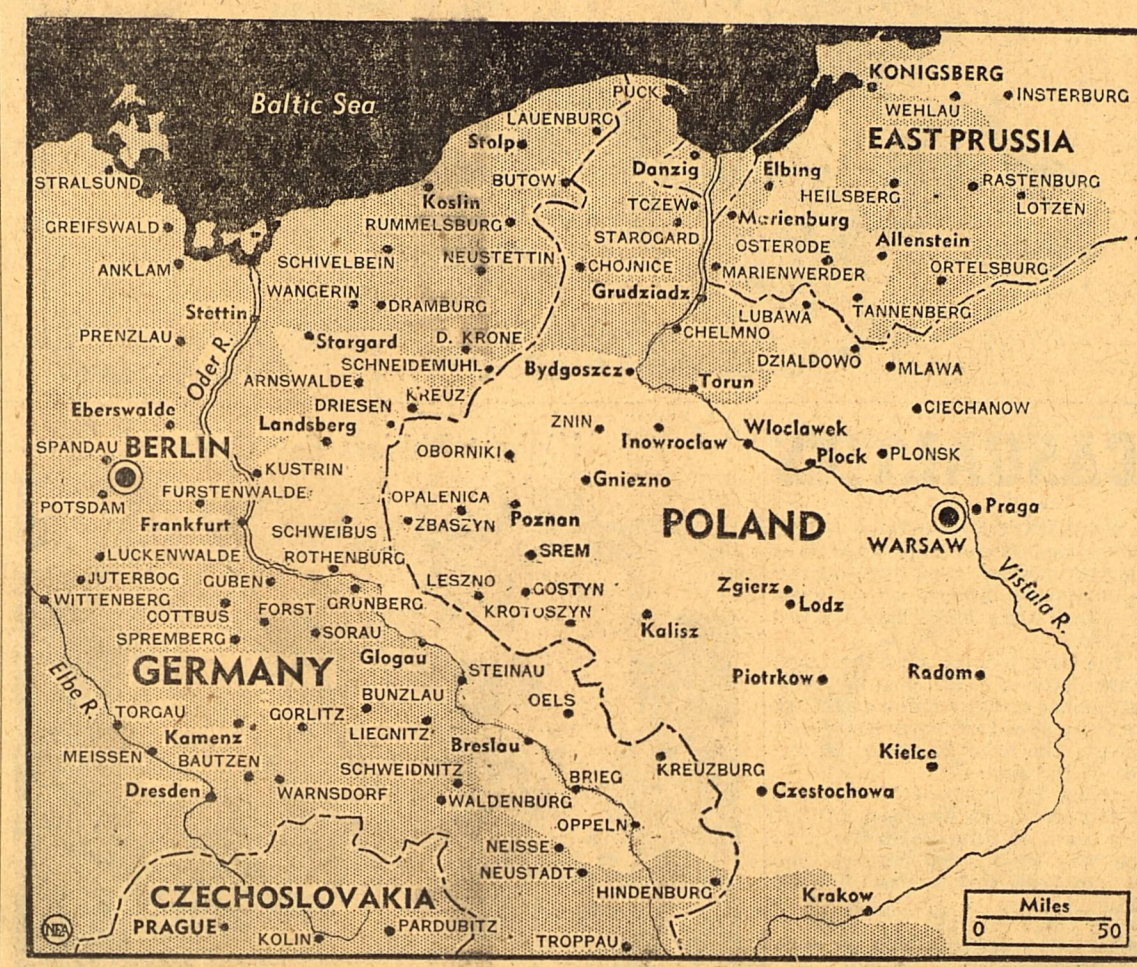 KONIGSBERG
WEHLAU
INSTERBURG
Baltic Sea
PUCK
LAUENBURG
EAST PRUSSIA
Stolp
STRALSUND
BUTOW
Danzig
Elbing
HEILSBERG
RASTENBURG
LOTZEN
Koslin
TCZEW
GREIFSWALD
RUMMELSBURG
STAROGARD
Marienburg
OSTERODE
Allenstein
ANKLAM
SCHIVELBEIN
NEUSTETTIN
CHOJNICE
MARIENWERDER
ORTELSBURG
WANGERIN
DRAMBURG
Grudziadz
Stettin
LUBAWA
TANNENBERG
PRENZLAU
Stargard
D. KRONE
CHELMNO
Oder R.
SCHNEIDEMUHL
Bydgoszcz
DZIALDOWO
MLAWA
ARNSWALDE
Torun
KREUZ
DRIESEN
Eberswalde
Landsberg
ZNIN
CIECHANOW
Inowroclaw
Wloclawek
SPANDAU
BERLIN
OBORNIKI
Plock
PLONSK
KUSTRIN
Gniezno
POTSDAM
FURSTENWALDE
OPALENICA
Praga
Frankfurt
SCHWEIBUS
ZBASZYN
Poznan
POLAND
WARSAW
LUCKENWALDE
ROTHENBURG
SREM
JUTERBOG
GUBEN
LESZNO
GOSTYN
Zgierz
Vistula R.
WITTENBERG
COTTBUS
FORST
GRUNBERG
KROTOSZYN
Lodz
SPREMBERG
SORAU
Kalisz
Glogau
GERMANY
STEINAU
Piotrkow
Radom
Elbe R.
BUNZLAU
OELS
TORGAU
GORLITZ
Kamenz
LIEGNITZ
Breslau
MEISSEN
BAUTZEN
Kielce
SCHWEIDNITZ
KREUZBURG
Dresden
WARNSDORF
BRIEG
WALDENBURG
Czestochowa
OPPELN
NEISSE
NEUSTADT
HINDENBURG
CZECHOSLOVAKIA
Krakow
Miles
0 50
NEA
PRAGUE
KOLIN
PARDUBITZ
TROPPAU